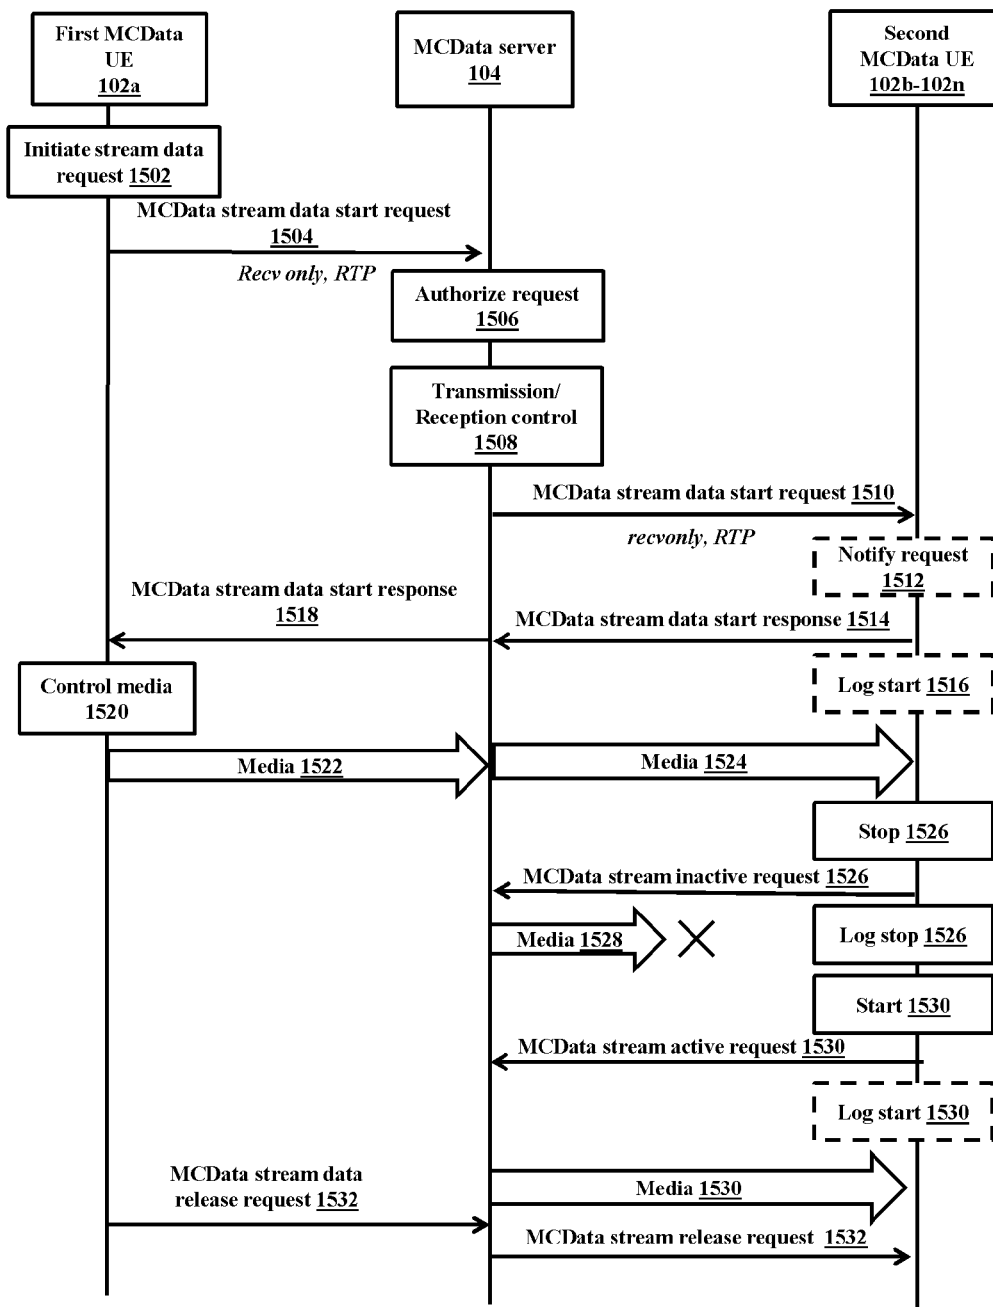 First MCData
UE
102a
MCData server
104
Second
MCData UE
102b-102n
Initiate stream data
request 1502
MCData stream data start request
1504
Recv only, RTP
Authorize request
1506
Transmission/
Reception control
1508
MCData stream data start request 1510
recvonly, RTP
Notify request
1512
MCData stream data start response
1518
MCData stream data start response 1514
Control media
1520
Log start 1516
Media 1522
Media 1524
Stop 1526
MCData stream inactive request 1526
Media 1528
Log stop 1526
Start 1530
MCData stream active request 1530
Log start 1530
MCData stream data
release request 1532
Media 1530
MCData stream release request 1532